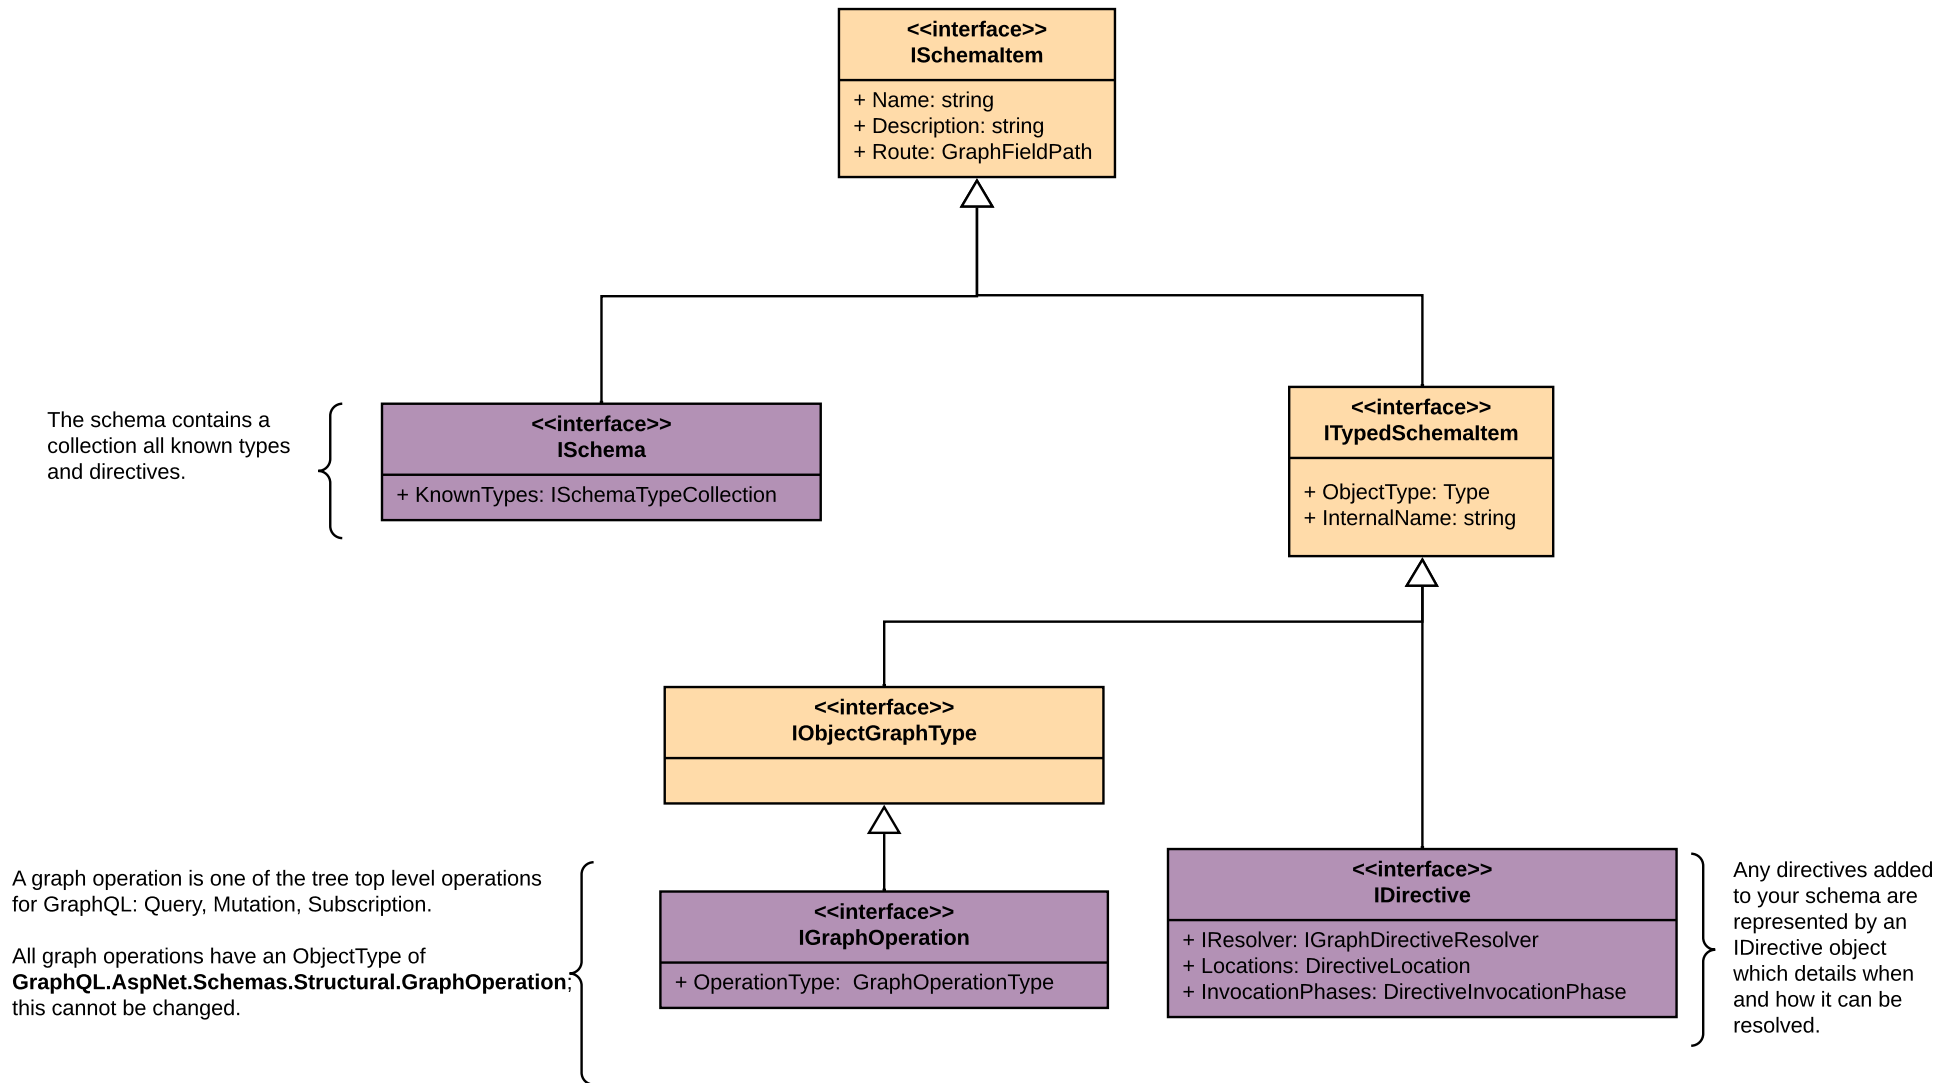 <<interface>>
ISchemaItem
+ Name: string
+ Description: string
+ Route: GraphFieldPath
The schema contains a
collection all known types
and directives.
<<interface>>
ISchema
+ KnownTypes: ISchemaTypeCollection
<<interface>>
ITypedSchemaItem
+ ObjectType: Type
+ InternalName: string
<<interface>>
IObjectGraphType
A graph operation is one of the tree top level operations
for GraphQL: Query, Mutation, Subscription.
All graph operations have an ObjectType of
GraphQL.AspNet.Schemas.Structural.GraphOperation;
this cannot be changed.
<<interface>>
IGraphOperation
+ OperationType:  GraphOperationType
<<interface>>
IDirective
+ IResolver: IGraphDirectiveResolver
+ Locations: DirectiveLocation
+ InvocationPhases: DirectiveInvocationPhase
Any directives added
to your schema are
represented by an
IDirective object
which details when
and how it can be
resolved.